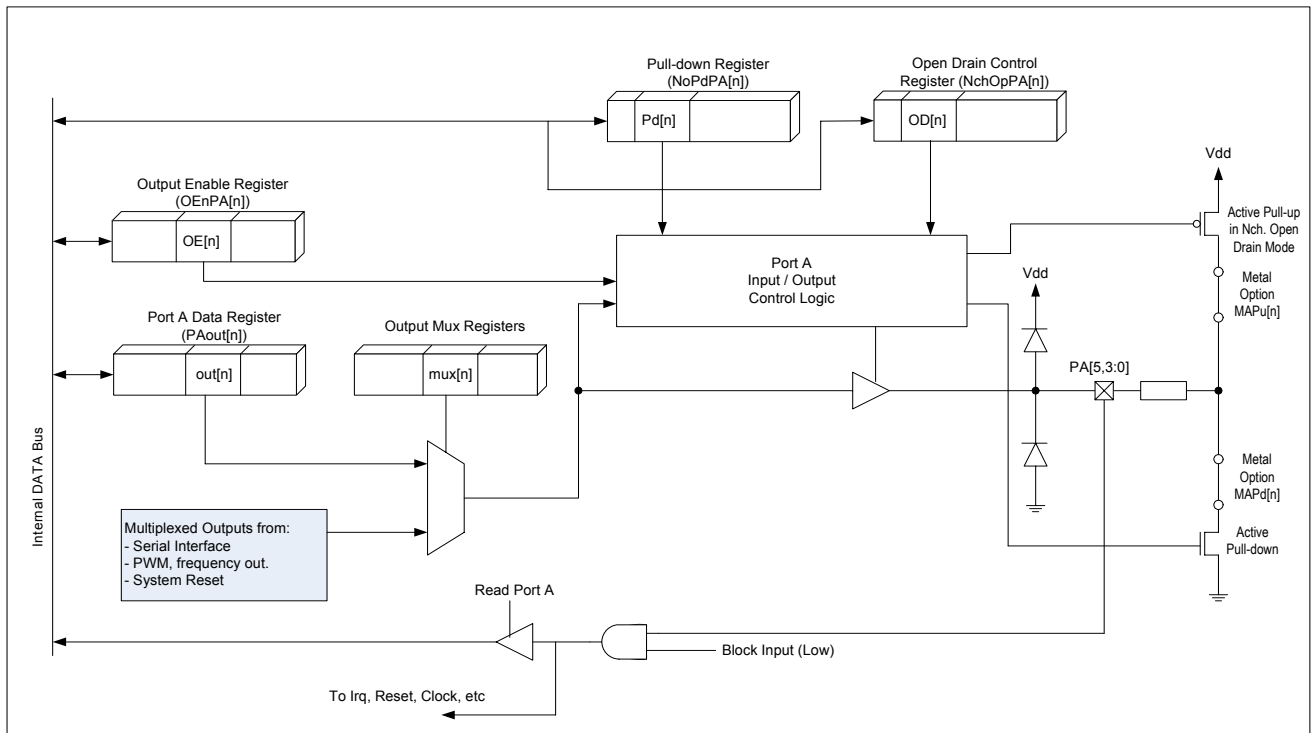 Pull-down Register
(NoPdPA[n])
Open Drain Control
Register (NchOpPA[n])
Pd[n]
OD[n]
Vdd
Output Enable Register
(OEnPA[n])
OE[n]
Active Pull-up
in Nch. Open
Drain Mode
Port A
Input / Output
Control Logic
Vdd
Metal
Option
MAPu[n]
Port A Data Register
(PAout[n])
Output Mux Registers
out[n]
mux[n]
PA[5,3:0]
Internal DATA Bus
Metal
Option
MAPd[n]
Multiplexed Outputs from:
- Serial Interface
- PWM, frequency out.
- System Reset
Active
Pull-down
Read Port A
Block Input (Low)
To Irq, Reset, Clock, etc